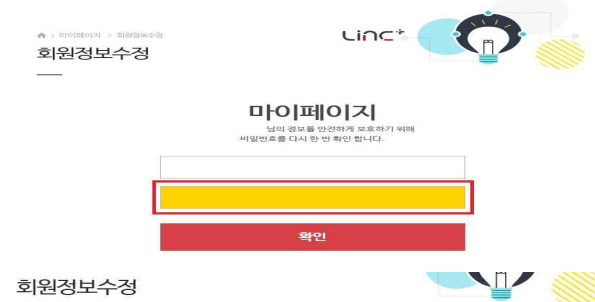 > 마이페이지 > 회원정보수정
회원정보수정
LINC+
마이페이지
님의 정보를 안전하게 보호하기 위해
비밀번호를 다시 한 번 확인 합니다.
확인
회원정보수정